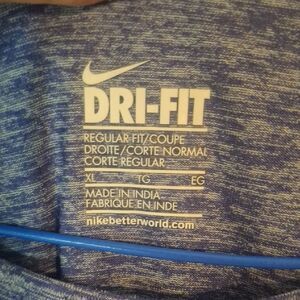 DRI-FIT
REGULAR FIT/COUPE
DROITE/CORTE NORMAL
CORTE REGULAR
XL TG EG
MADE IN INDIA
FABRIQUÉ EN INDE
nikebetterworld.com